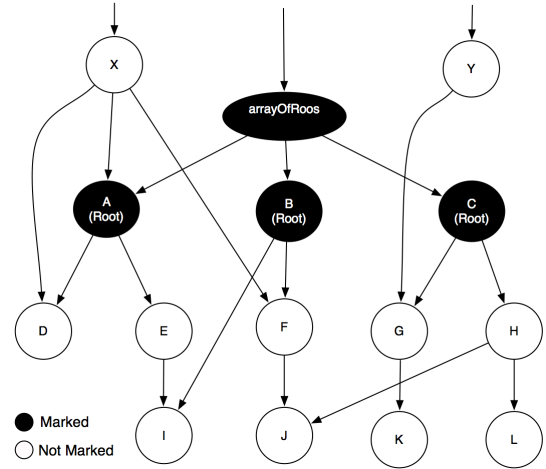 X
Y
arrayOfRoos
A
(Root)
B
(Root)
C
(Root)
D
E
F
G
H
I
J
K
L
Marked
Not Marked